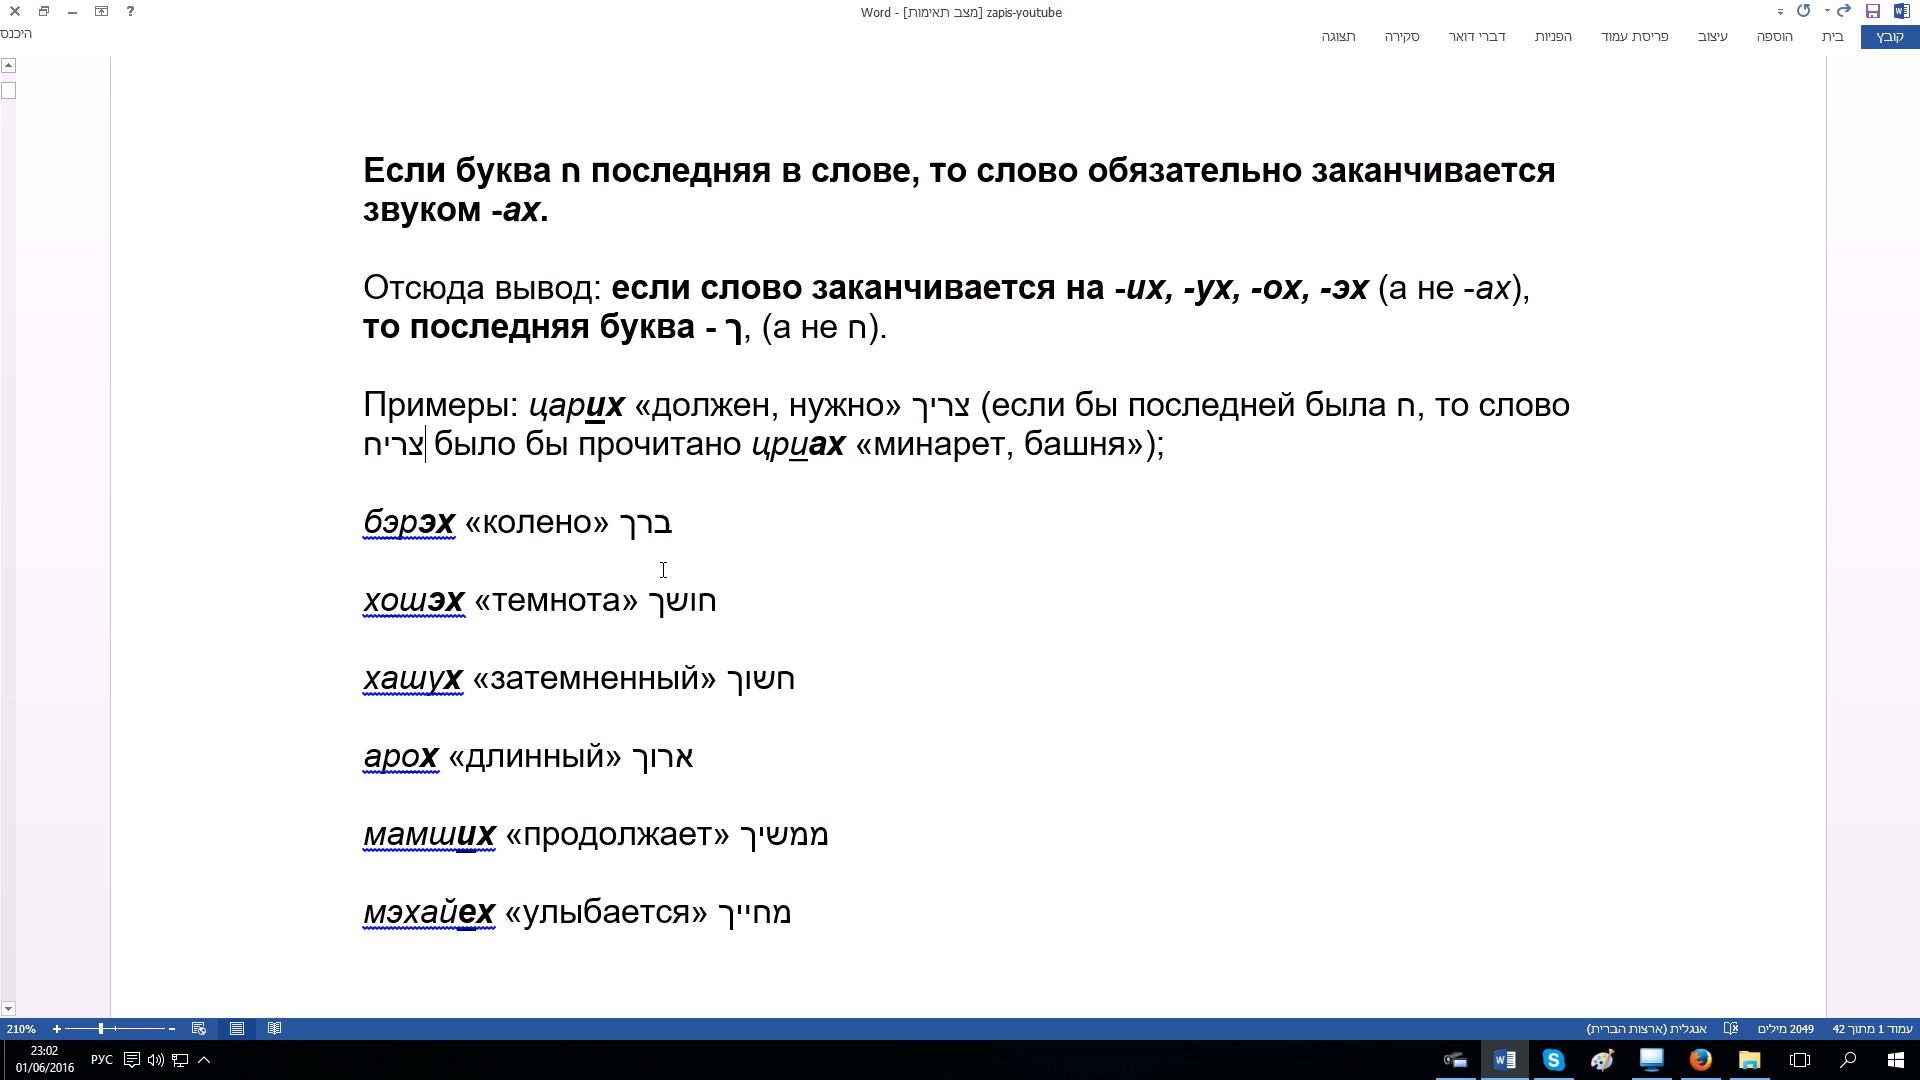 zapis-youtube [מצב תאימות] - Word
היכנס
קובץ בית הוספה עיצוב פריסת עמוד הפניות דברי דואר סקירה תצוגה
Если буква ח последняя в слове, то слово обязательно заканчивается
звуком -ах.
Отсюда вывод: если слово заканчивается на -их, -ух, -ох, -эх (а не -ах),
то последняя буква - ך, (а не ח).
Примеры: царих «должен, нужно» צריך (если бы последней была ח, то слово
צריח было бы прочитано цриах «минарет, башня»);
бэрэх «колено» ברך
хошэх «темнота» חושך
хашух «затемненный» חשוך
арох «длинный» ארוך
мамших «продолжает» ממשיך
мэхайех «улыбается» מחייך
210%
עמוד 1 מתוך 42 2049 מילים אנגלית (ארצות הברית)
23:02
01/06/2016
РУС